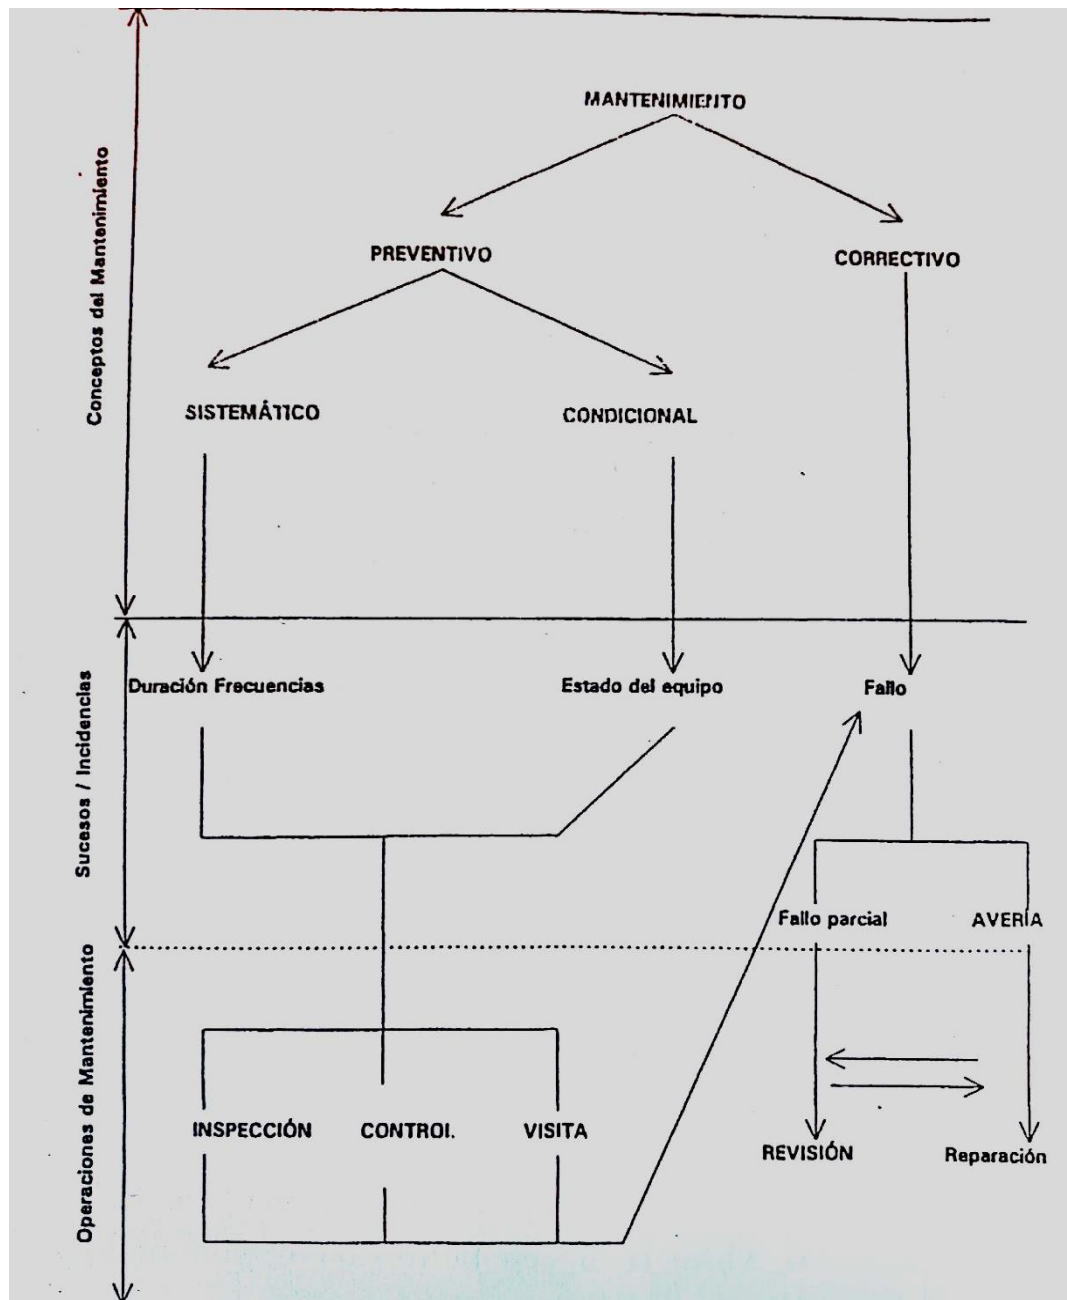 MANTENIMIENTO
PREVENTIVO
CORRECTIVO
SISTEMÁTICO
CONDICIONAL
Conceptos del Mantenimiento
Duración Frecuencias
Estado del equipo
Fallo
Sucesos / Incidencias
Fallo parcial
AVERÍA
Operaciones de Mantenimiento
INSPECCIÓN
CONTROL
VISITA
REVISIÓN
Reparación